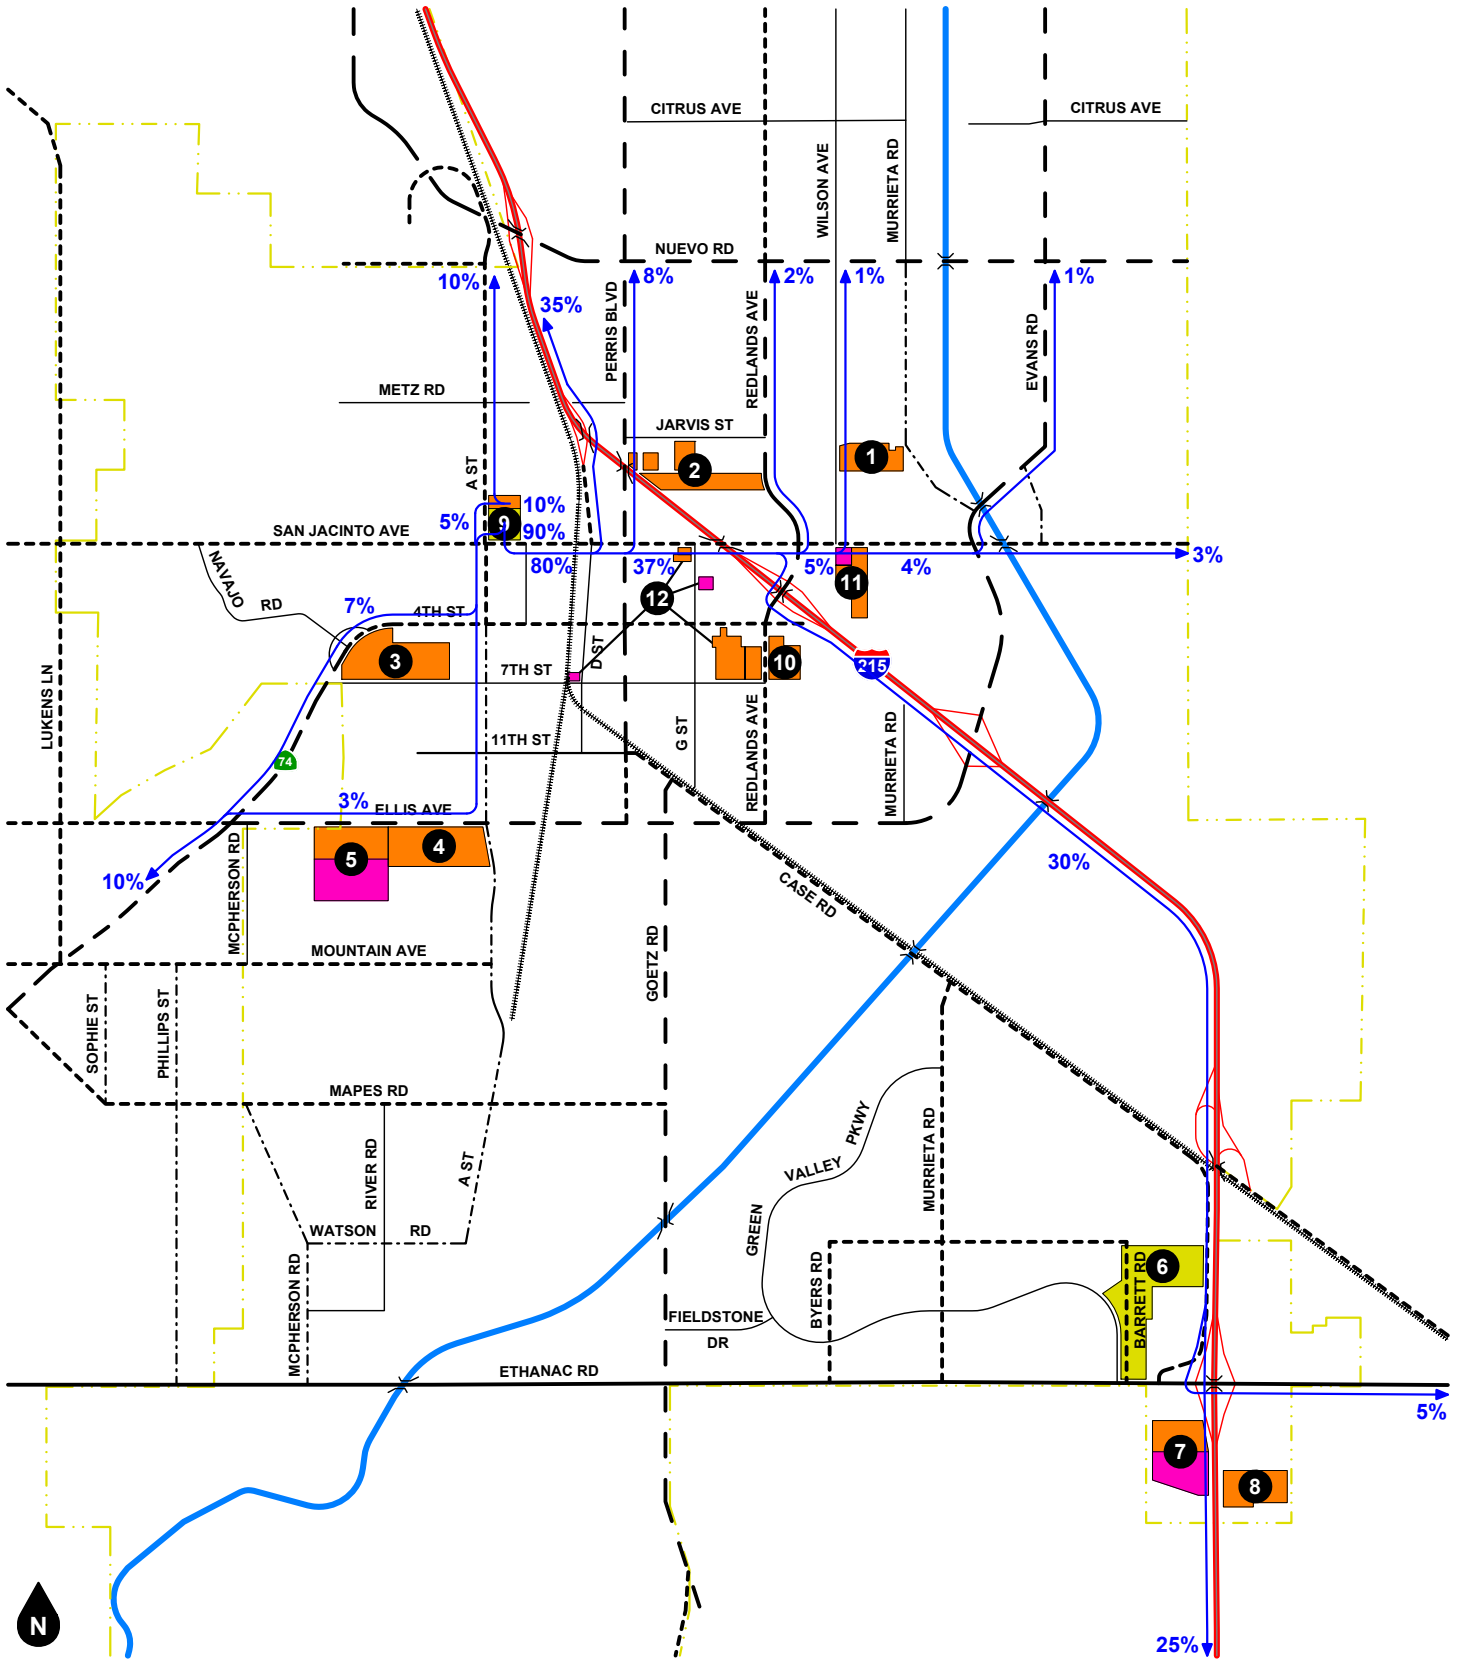 CITRUS AVE
CITRUS AVE
WILSON AVE
MURRIETA RD
NUEVO RD
10%
35%
8%
2%
1%
1%
PERRIS BLVD
REDLANDS AVE
EVANS RD
METZ RD
JARVIS ST
A ST
1
2
10%
9
90%
5%
SAN JACINTO AVE
80%
37%
5%
4%
3%
NAVAJO
RD
7%
4TH ST
12
11
3
D ST
10
7TH ST
215
LUKENS LN
11TH ST
G ST
REDLANDS AVE
MURRIETA RD
74
3%
ELLIS AVE
MCPHERSON RD
5
4
10%
30%
CASE RD
MOUNTAIN AVE
GOETZ RD
SOPHIE ST
PHILLIPS ST
MAPES RD
RIVER RD
A ST
VALLEY
PKWY
MURRIETA RD
GREEN
WATSON
RD
MCPHERSON RD
BYERS RD
BARRETT RD
6
FIELDSTONE
DR
ETHANAC RD
5%
7
8
N
25%